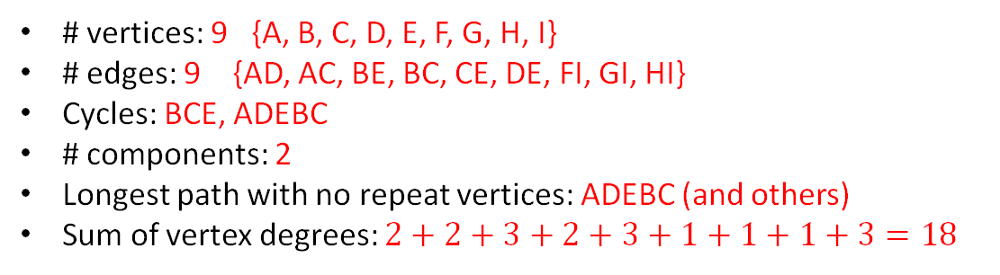 • # vertices: 9 {A, B, C, D, E, F, G, H, I}
• # edges: 9 {AD, AC, BE, BC, CE, DE, FI, GI, HI}
• Cycles: BCE, ADEBC
• # components: 2
• Longest path with no repeat vertices: ADEBC (and others)
• Sum of vertex degrees: 2 + 2 + 3 + 2 + 3 + 1 + 1 + 1 + 3 = 18